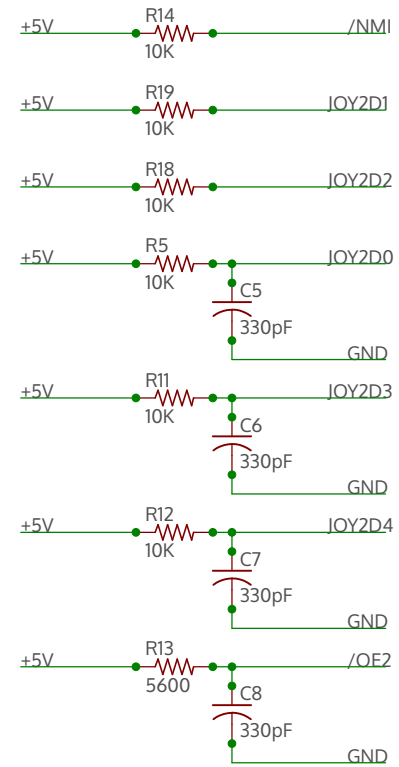 R14
+5V /NMI
10K
R19
+5V JOY2D1
10K
R18
+5V JOY2D2
10K
R5
+5V JOY2D0
10K
C5
330pF
GND
R11
+5V JOY2D3
10K
C6
330pF
GND
R12
+5V JOY2D4
10K
C7
330pF
GND
R13
+5V /OE2
5600
C8
330pF
GND